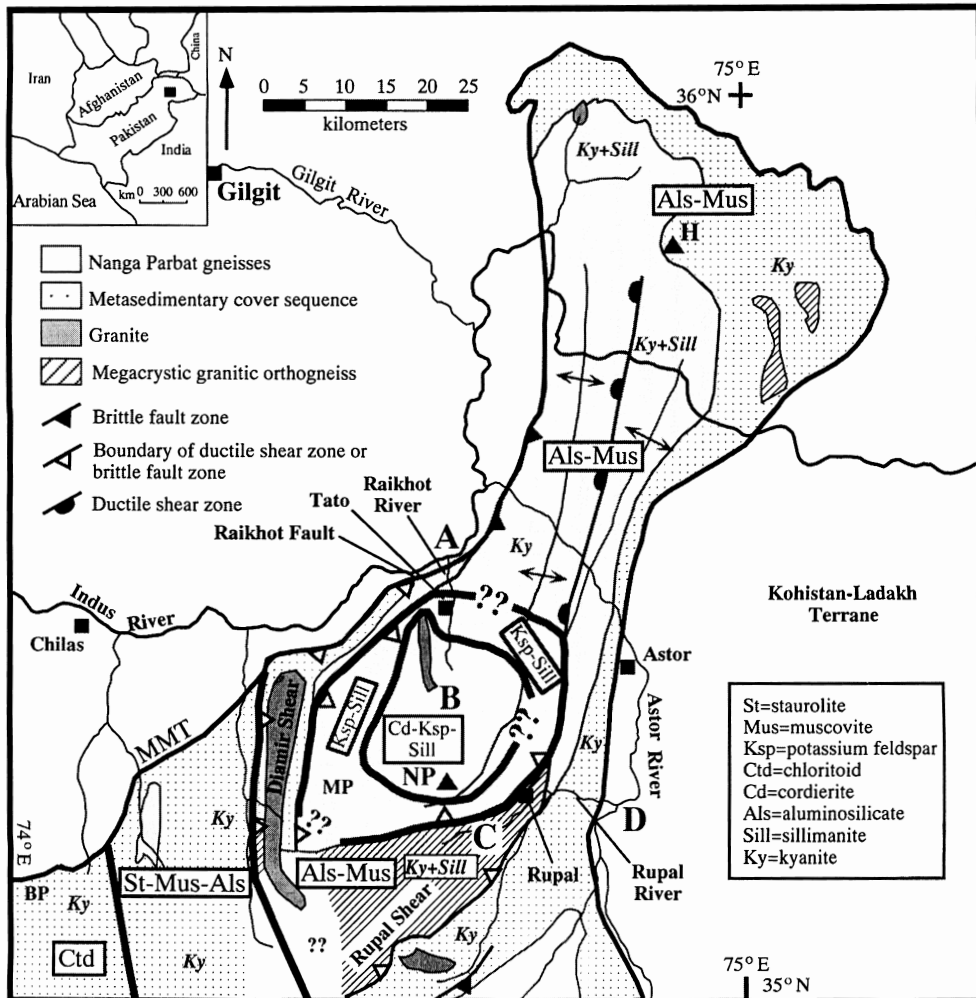 Iran
China
Afghanistan
Pakistan
India
km 0 300 600
Arabian Sea
N
0 5 10 15 20 25
kilometers
75° E
36° N
Gilgit
Gilgit River
Ky+Sill
Als-Mus
H
Ky
Nanga Parbat gneisses
Metasedimentary cover sequence
Granite
Megacrystic granitic orthogneiss
Brittle fault zone
Boundary of ductile shear zone or
brittle fault zone
Ductile shear zone
Ky+Sill
Als-Mus
Raikhot
River
Tato
Raikhot Fault
A
Ky
??
Indus
River
Chilas
Kohistan-Ladakh
Terrane
Ksp-Sill
Astor
Ksp-Sill
B
Cd-Ksp-
Sill
??
Diamir Shear
MMT
NP
MP
Ky
Astor River
St=staurolite
Mus=muscovite
Ksp=potassium feldspar
Ctd=chloritoid
Cd=cordierite
Als=aluminosilicate
Sill=sillimanite
Ky=kyanite
74° E
Ky
??
C
D
BP
Ky
St-Mus-Als
Als-Mus
Ky+Sill
Rupal
Rupal
River
Rupal Shear
Ctd
Ky
??
Ky
75° E
35° N